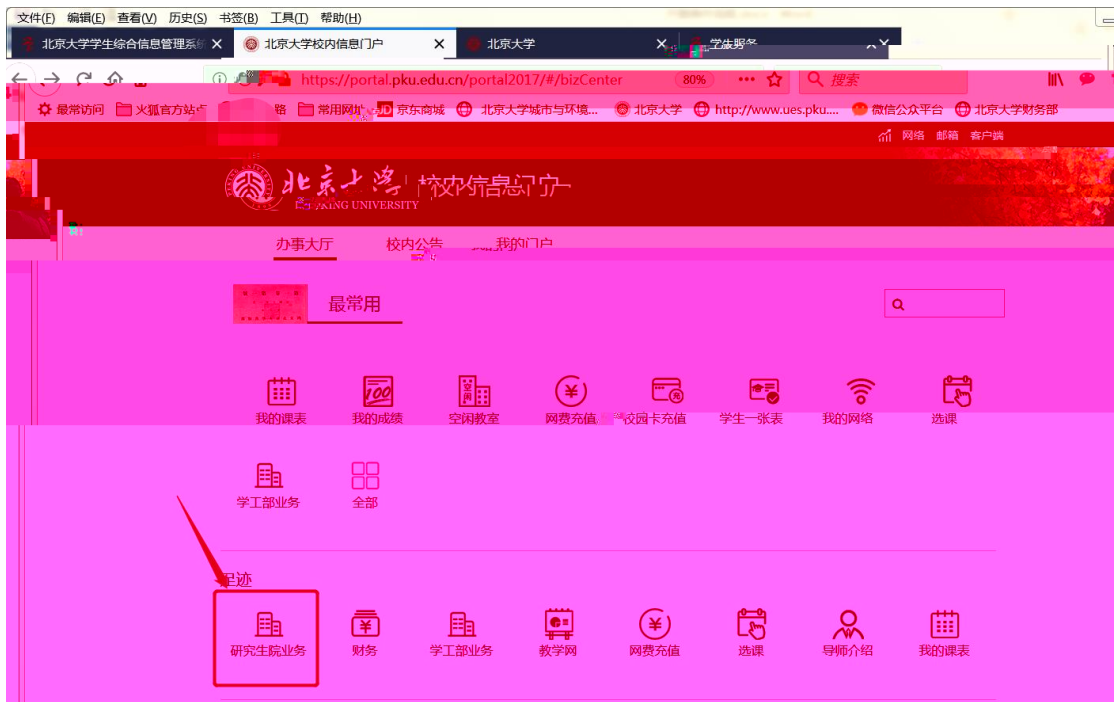 文件(F) 编辑(E) 查看(V) 历史(S) 书签(B) 工具(T) 帮助(H)
北京大学学生综合信息管理系统 北京大学校内信息门户 北京大学
https://portal.pku.edu.cn/portal2017/#/bizCenter 80% 搜索
最常访问 火狐官方站点 常用网址 JD 京东商城 北京大学城市与环境... 北京大学 http://www.ues.pku.... 微信公众平台 北京大学财务部
网络 邮箱 客户端
北京大学 校内信息门户
PEKING UNIVERSITY
办事大厅 校内公告 我的门户
最常用
我的课表 我的成绩 空闲教室 网费充值 校园卡充值 学生一张表 我的网络 选课
学工部业务 全部
足迹
研究生院业务 财务 学工部业务 教学网 网费充值 选课 导师介绍 我的课表